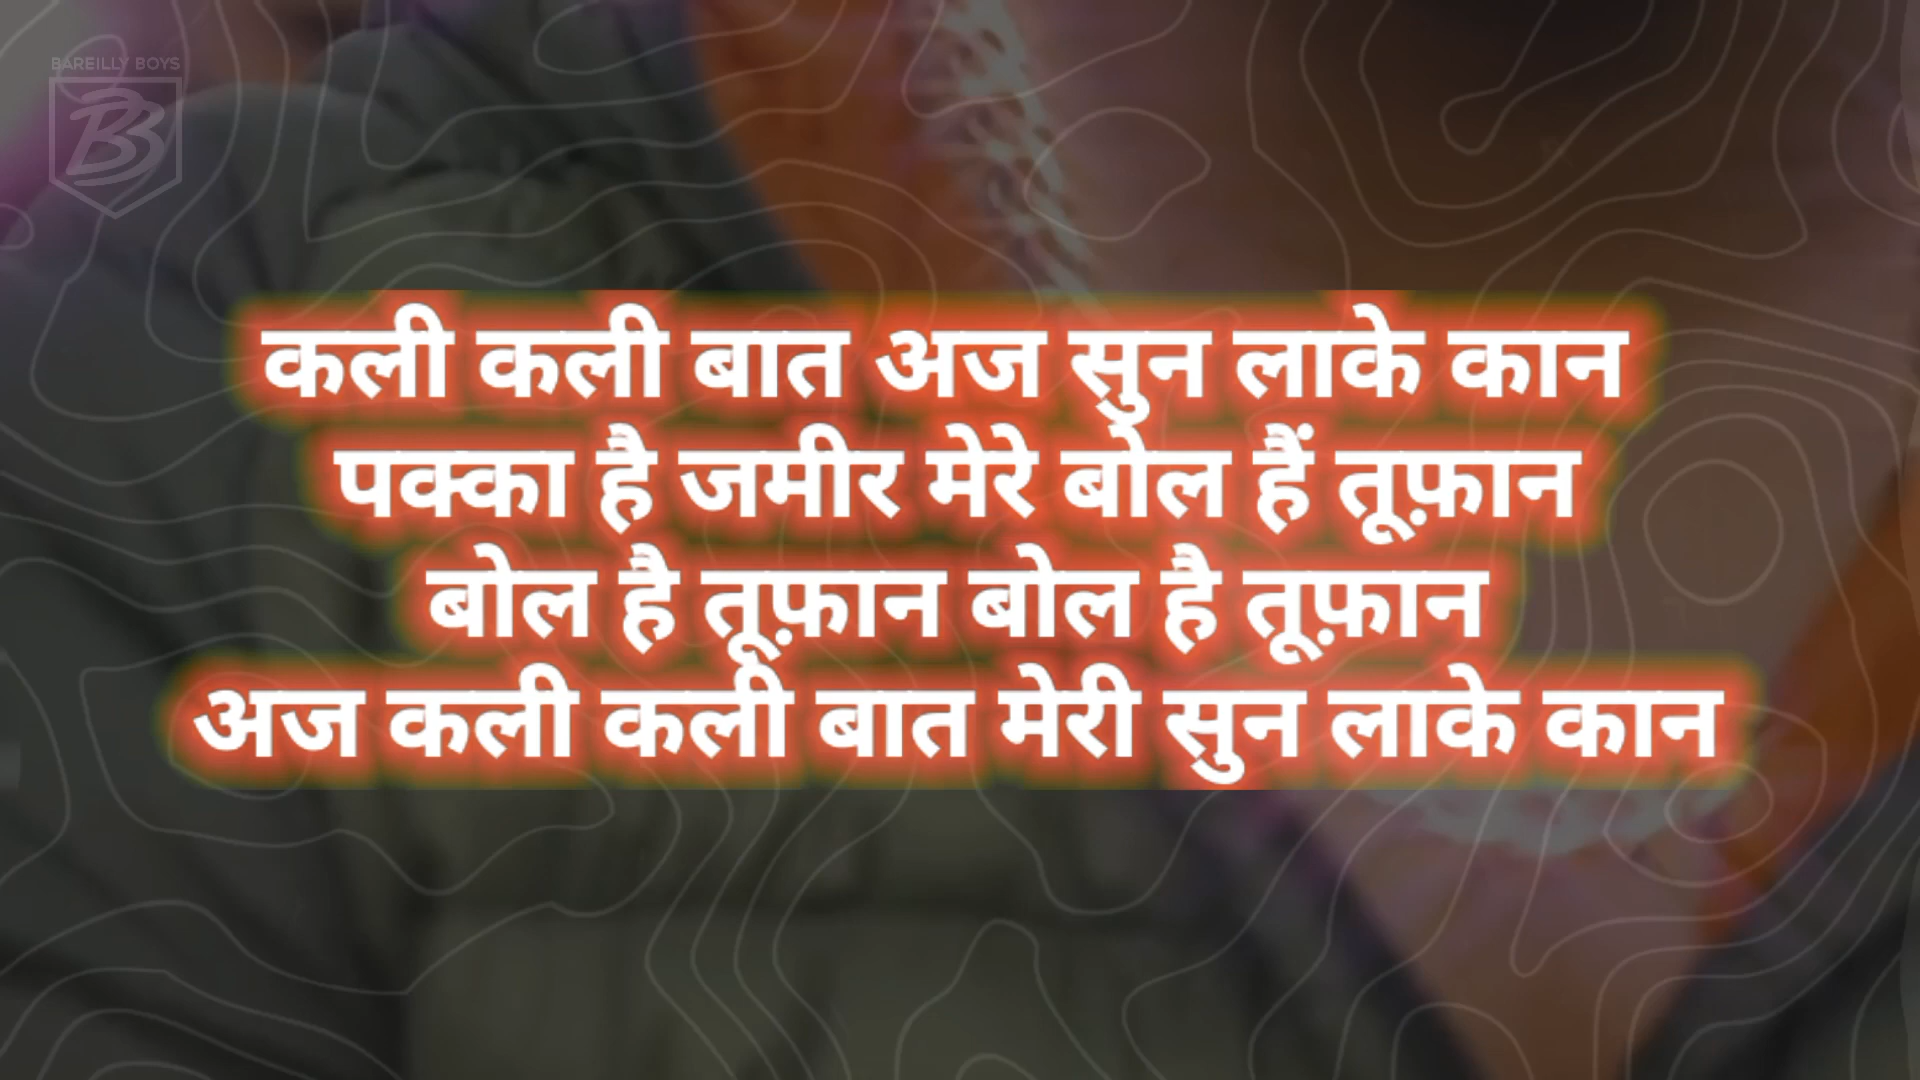 BAREILLY BOYS
BB
कली कली बात अज सुन लाके कान
पक्का है जमीर मेरे बोल हैं तूफ़ान
बोल है तूफ़ान बोल है तूफ़ान
अज कली कली बात मेरी सुन लाके कान